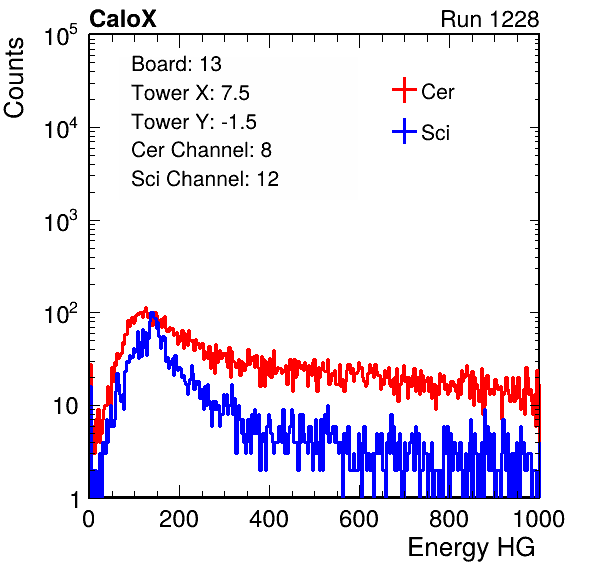 CaloX Run 1228
Counts
10^5
10^4
10^3
10^2
10
1
Board: 13
Tower X: 7.5
Tower Y: -1.5
Cer Channel: 8
Sci Channel: 12
Cer
Sci
0 200 400 600 800 1000
Energy HG